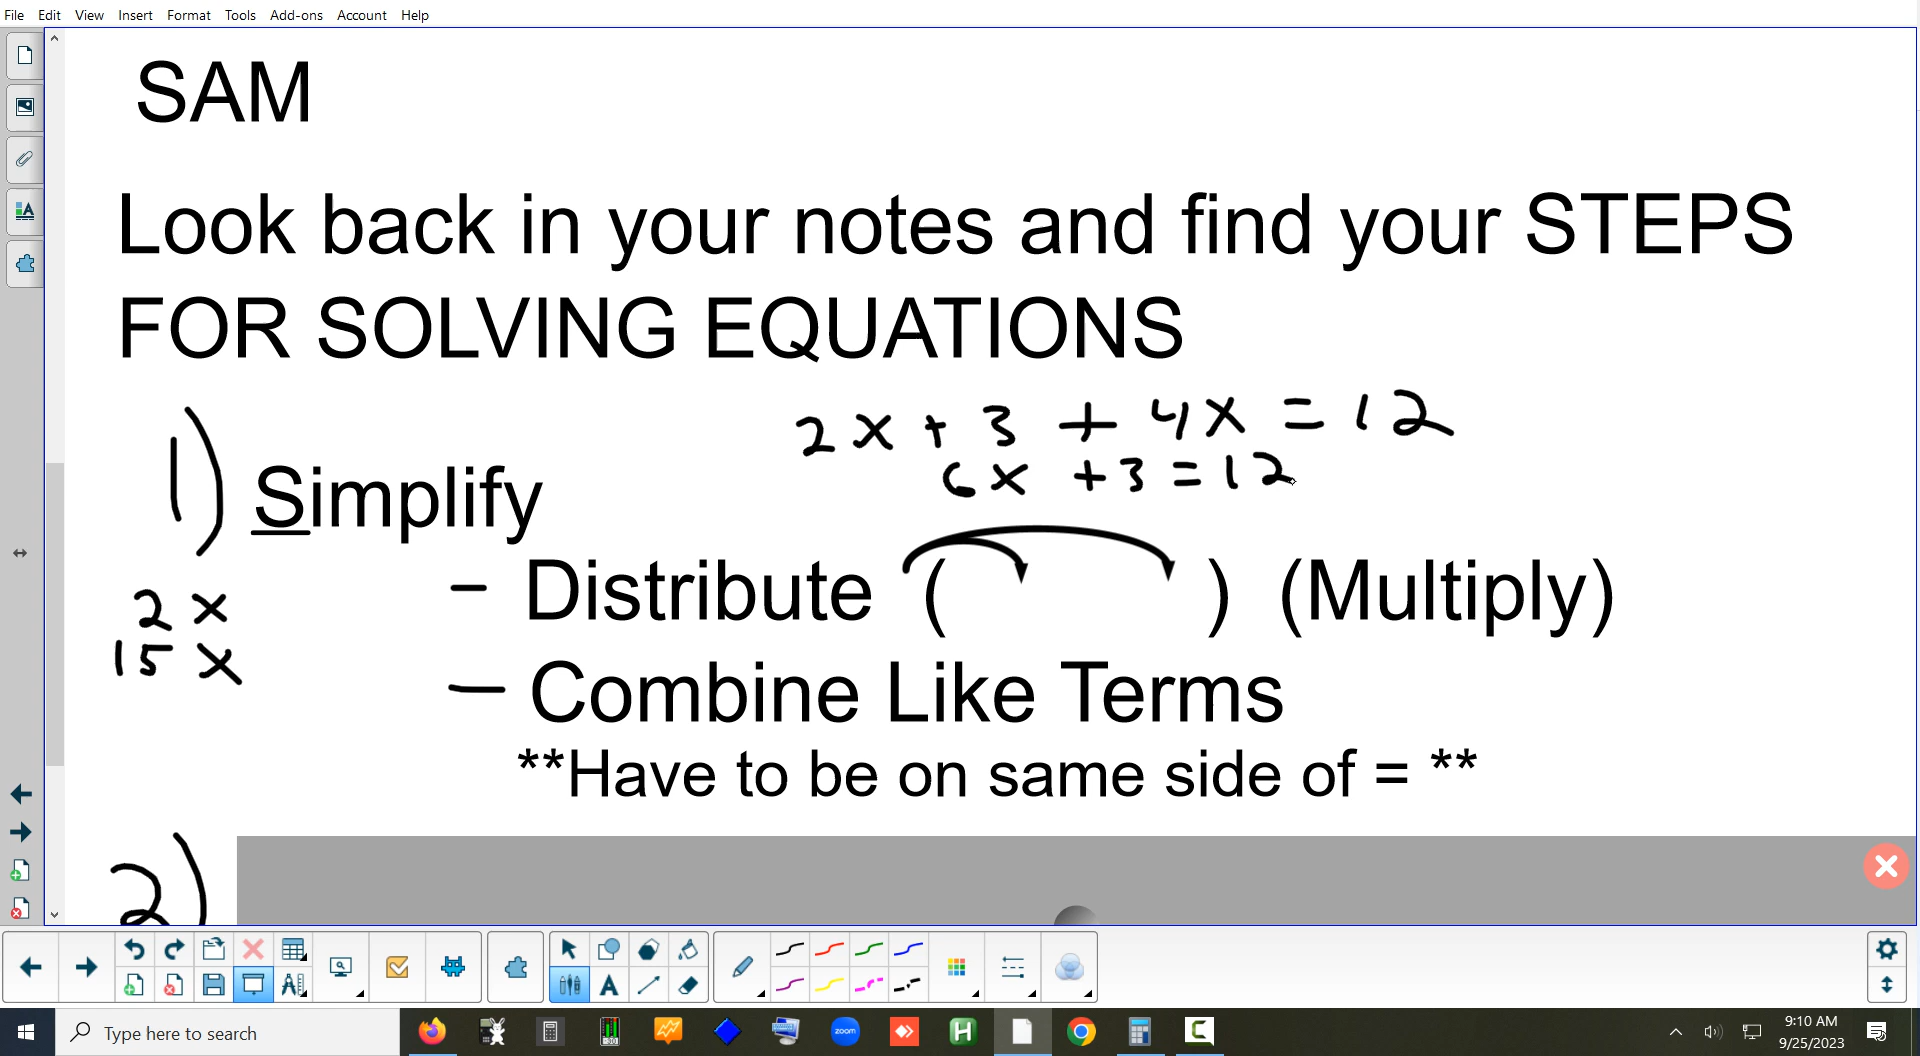 File Edit View Insert Format Tools Add-ons Account Help
SAM
Look back in your notes and find your STEPS
FOR SOLVING EQUATIONS
2x + 3 + 4x = 12
6x + 3 = 12
1) Simplify
- Distribute ( ) (Multiply)
2x
15x
- Combine Like Terms
**Have to be on same side of = **
2)
Type here to search
zoom
9:10 AM
9/25/2023